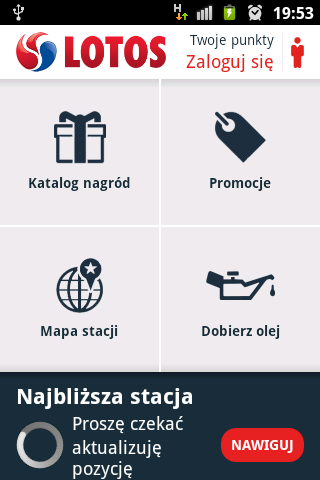 H 19:53
LOTOS
Twoje punkty
Zaloguj się
Katalog nagród
Promocje
Mapa stacji
Dobierz olej
Najbliższa stacja
Proszę czekać
aktualizuję
pozycję
NAWIGUJ